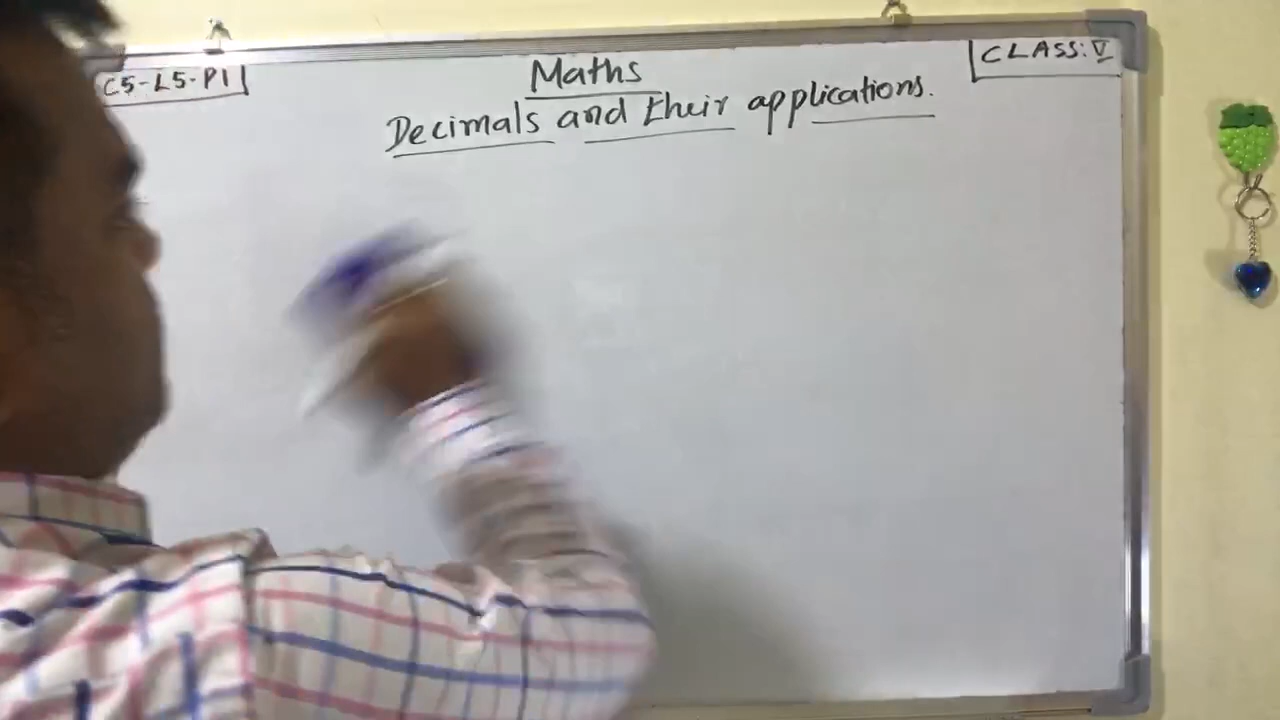 C5-L5-P1
Maths
CLASS: V
Decimals and their applications.